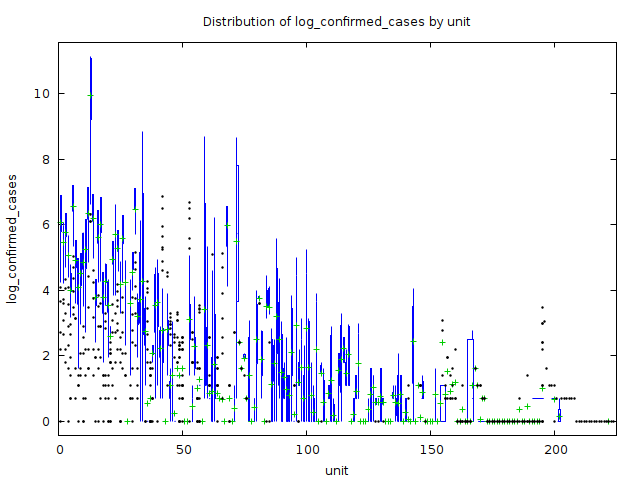 Distribution of log_confirmed_cases by unit
log_confirmed_cases
10
8
6
4
2
0
0 50 100 150 200
unit